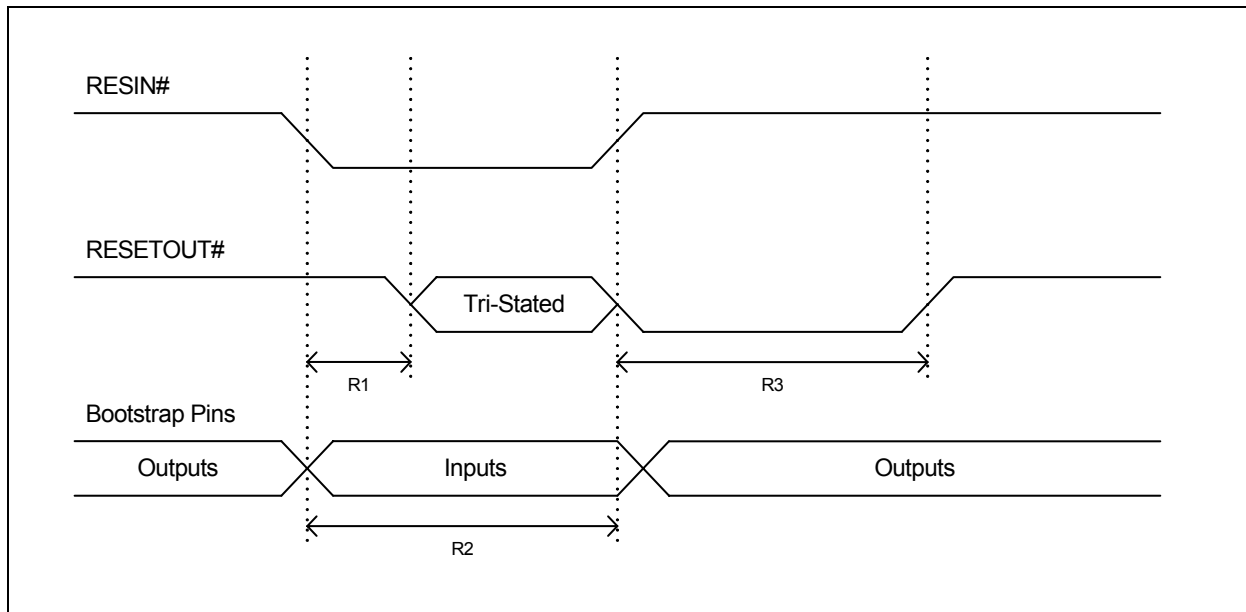 RESIN#
RESETOUT#
Tri-Stated
R1
R3
Bootstrap Pins
Outputs
Inputs
Outputs
R2